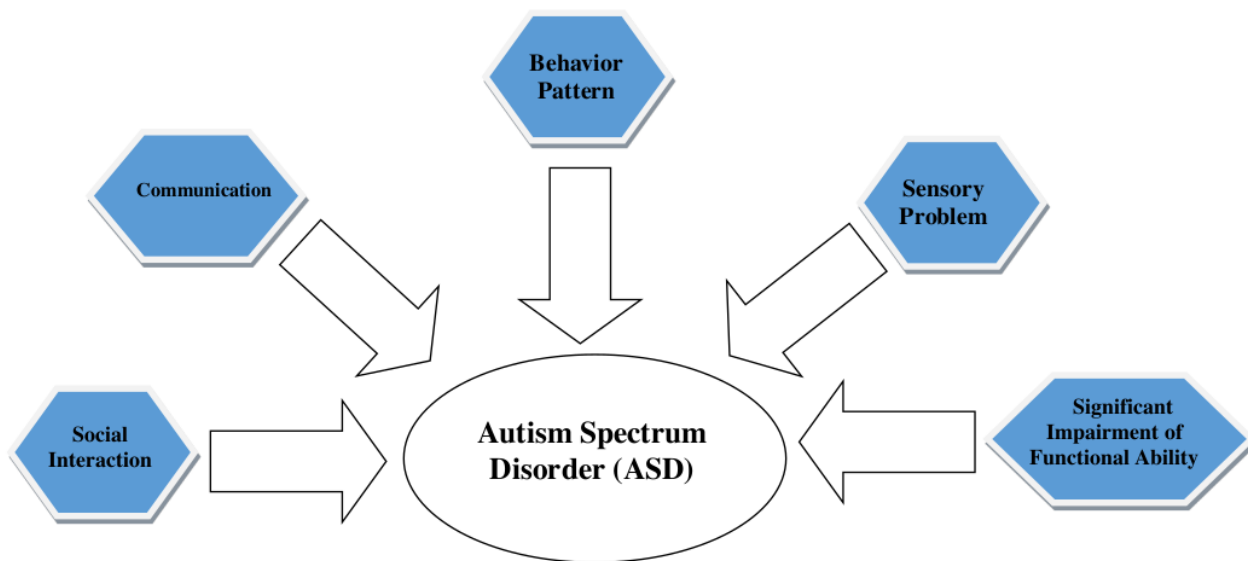 Behavior
Pattern
Communication
Sensory
Problem
Social
Interaction
Autism Spectrum
Disorder (ASD)
Significant
Impairment of
Functional Ability